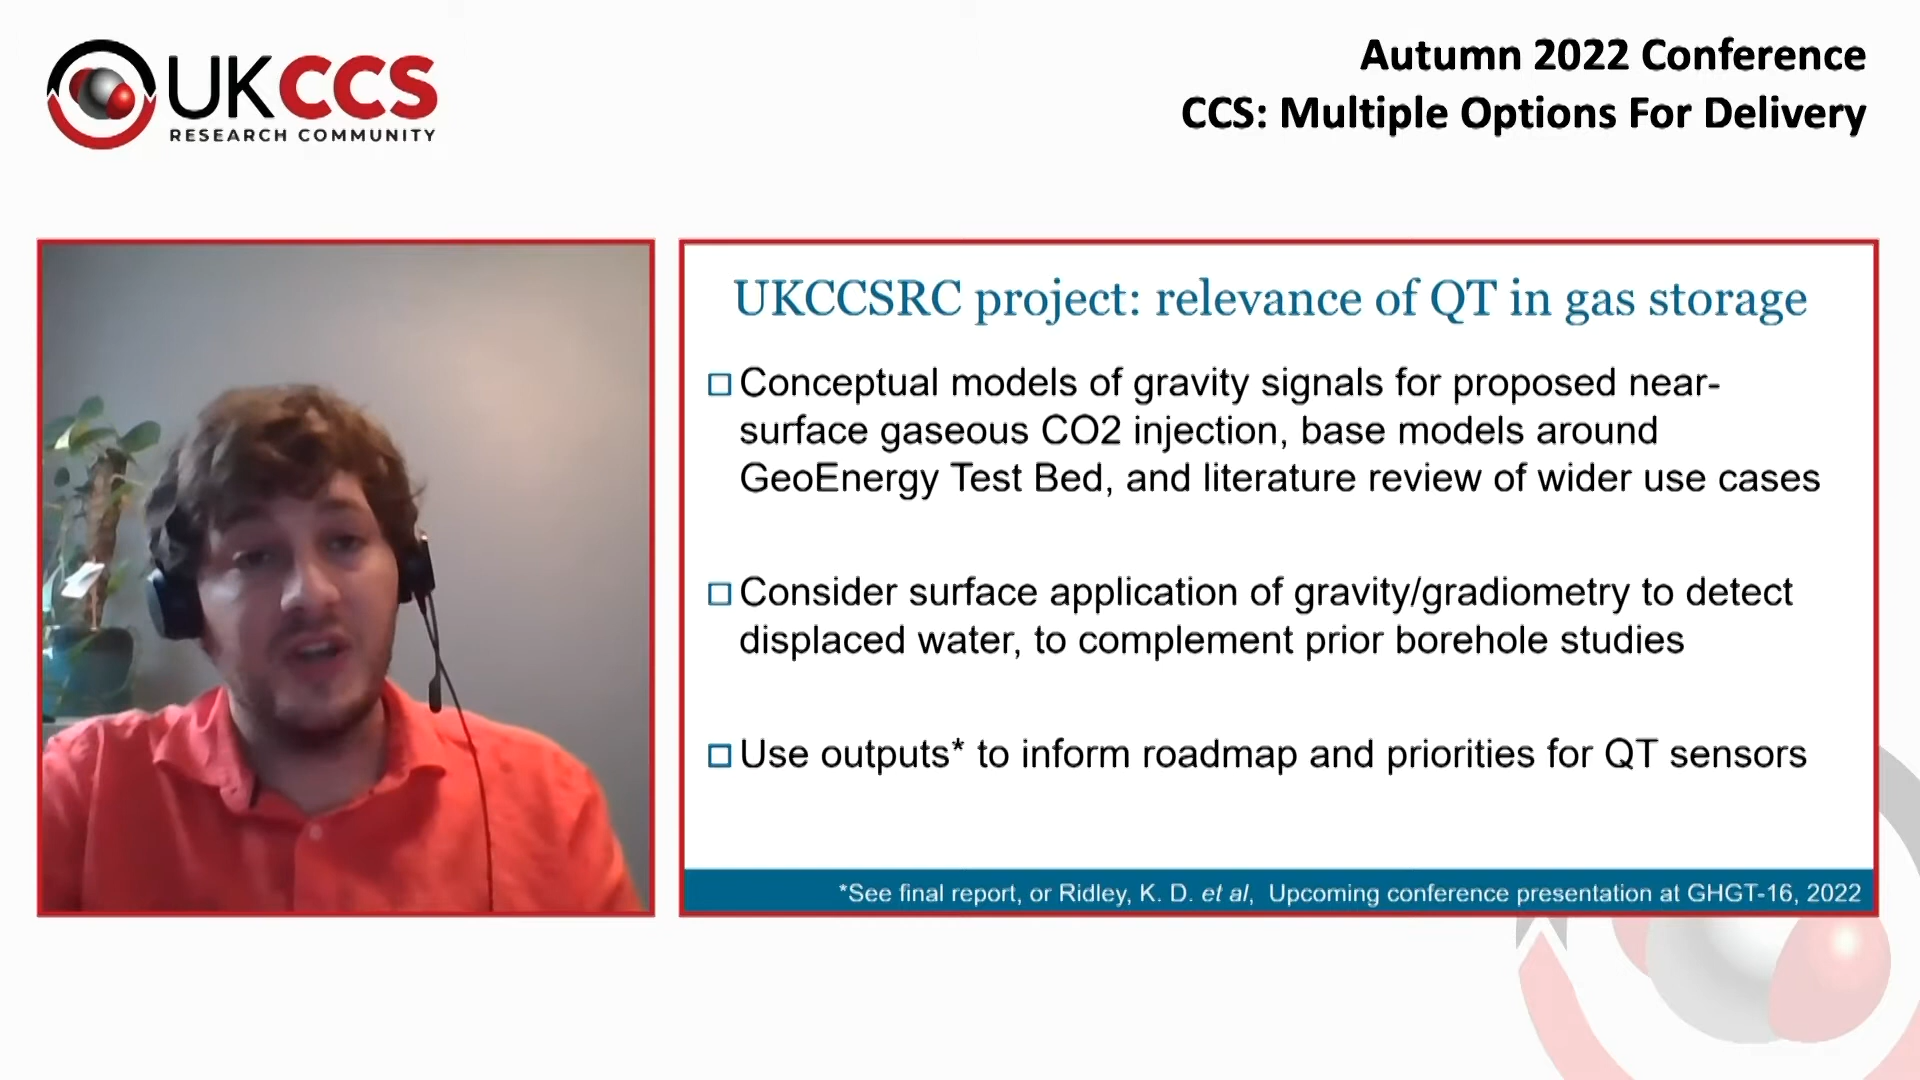 UKCCS
RESEARCH COMMUNITY
Autumn 2022 Conference
CCS: Multiple Options For Delivery
UKCCSRC project: relevance of QT in gas storage
Conceptual models of gravity signals for proposed near-
surface gaseous CO2 injection, base models around
GeoEnergy Test Bed, and literature review of wider use cases
Consider surface application of gravity/gradiometry to detect
displaced water, to complement prior borehole studies
Use outputs* to inform roadmap and priorities for QT sensors
*See final report, or Ridley, K. D. et al, Upcoming conference presentation at GHGT-16, 2022